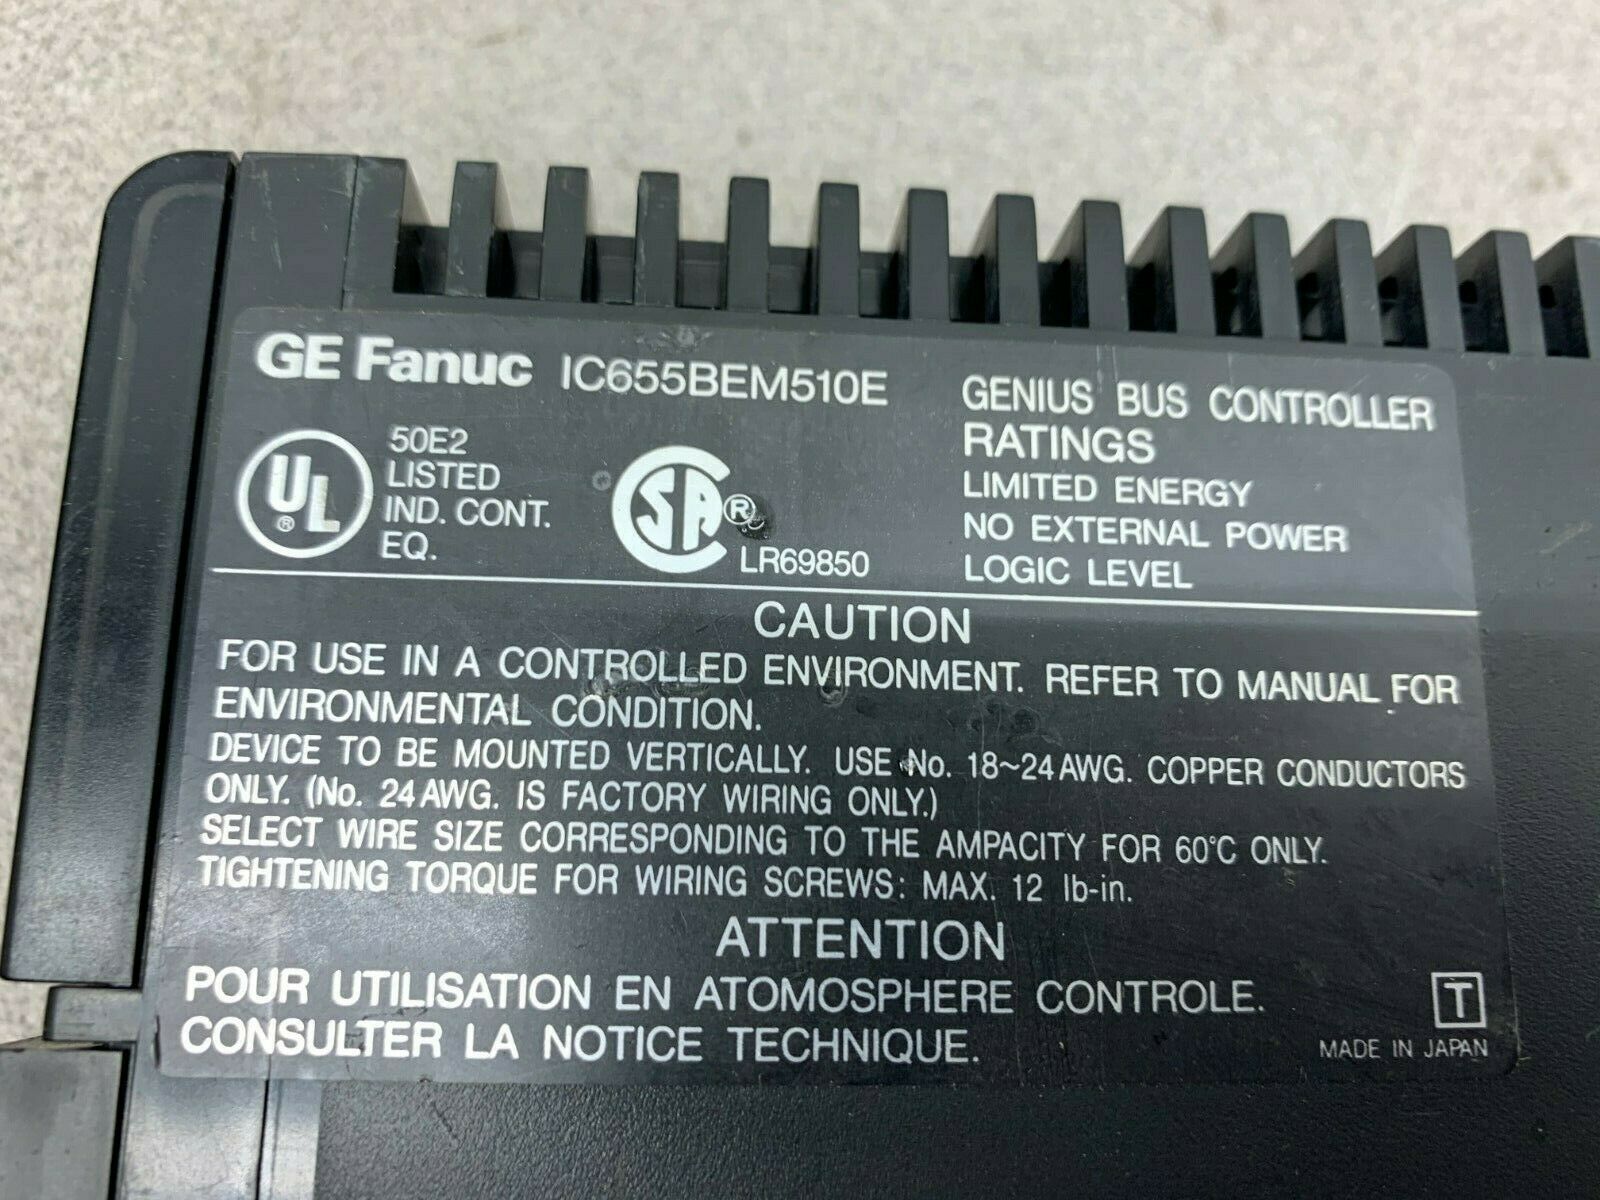 GE Fanuc IC655BEM510E
UL ®
50E2
LISTED
IND. CONT.
EQ.
SA ®
LR69850
GENIUS BUS CONTROLLER
RATINGS
LIMITED ENERGY
NO EXTERNAL POWER
LOGIC LEVEL
CAUTION
FOR USE IN A CONTROLLED ENVIRONMENT. REFER TO MANUAL FOR
ENVIRONMENTAL CONDITION.
DEVICE TO BE MOUNTED VERTICALLY. USE No. 18~24 AWG. COPPER CONDUCTORS
ONLY. (No. 24 AWG. IS FACTORY WIRING ONLY.)
SELECT WIRE SIZE CORRESPONDING TO THE AMPACITY FOR 60°C ONLY.
TIGHTENING TORQUE FOR WIRING SCREWS: MAX. 12 lb-in.
ATTENTION
POUR UTILISATION EN ATOMOSPHERE CONTROLE.
CONSULTER LA NOTICE TECHNIQUE.
T
MADE IN JAPAN